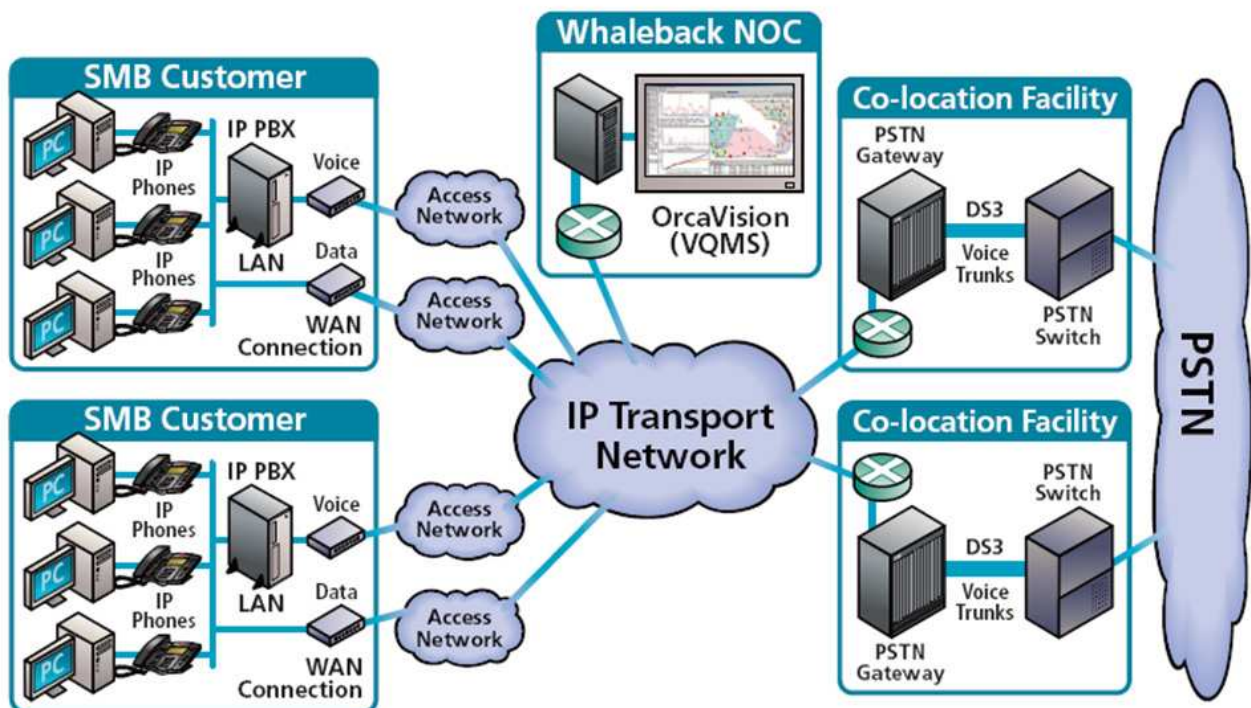 Whaleback NOC
OrcaVision
(VQMS)
SMB Customer
PC
PC
PC
IP
Phones
IP
Phones
IP PBX
LAN
Voice
Data
WAN
Connection
Access
Network
Access
Network
SMB Customer
PC
PC
PC
IP
Phones
IP
Phones
IP PBX
LAN
Voice
Data
WAN
Connection
Access
Network
Access
Network
IP Transport
Network
Co-location Facility
PSTN
Gateway
DS3
Voice
Trunks
PSTN
Switch
Co-location Facility
PSTN
Switch
DS3
Voice
Trunks
PSTN
Gateway
PSTN